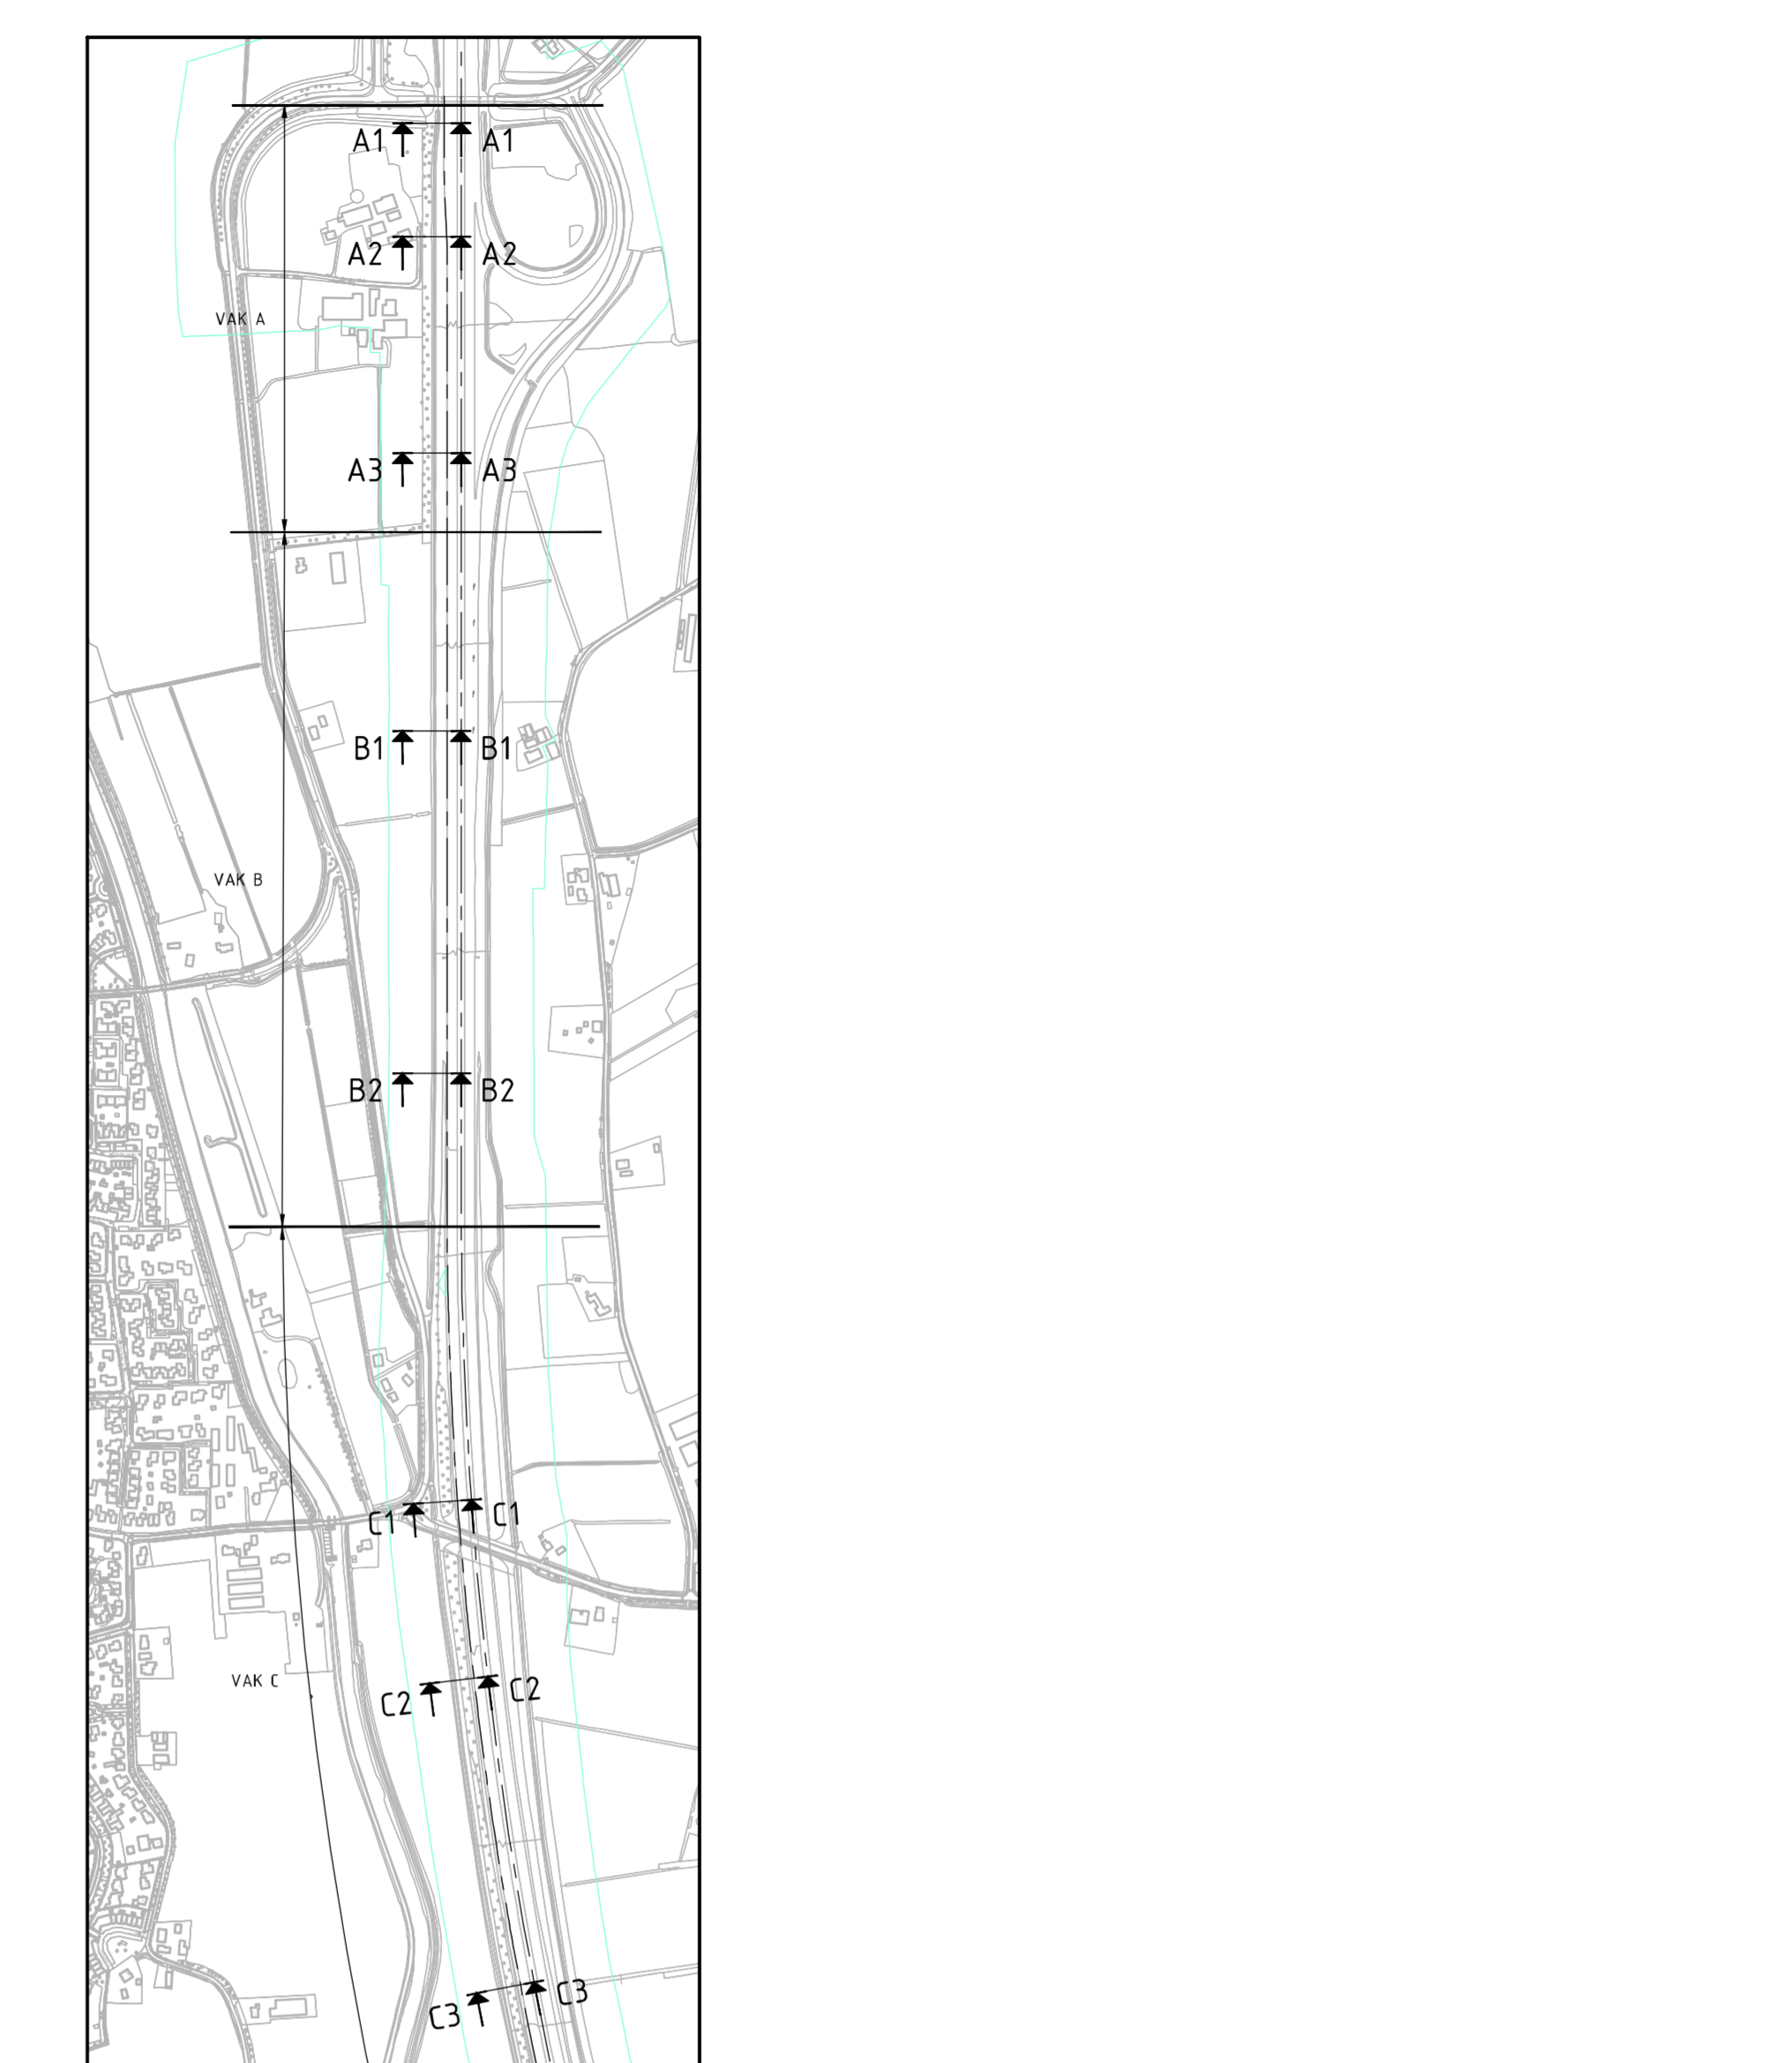 A1 A1
A2 A2
VAK A
A3 A3
B1 B1
VAK B
B2 B2
C1 C1
VAK C
C2 C2
C3 C3